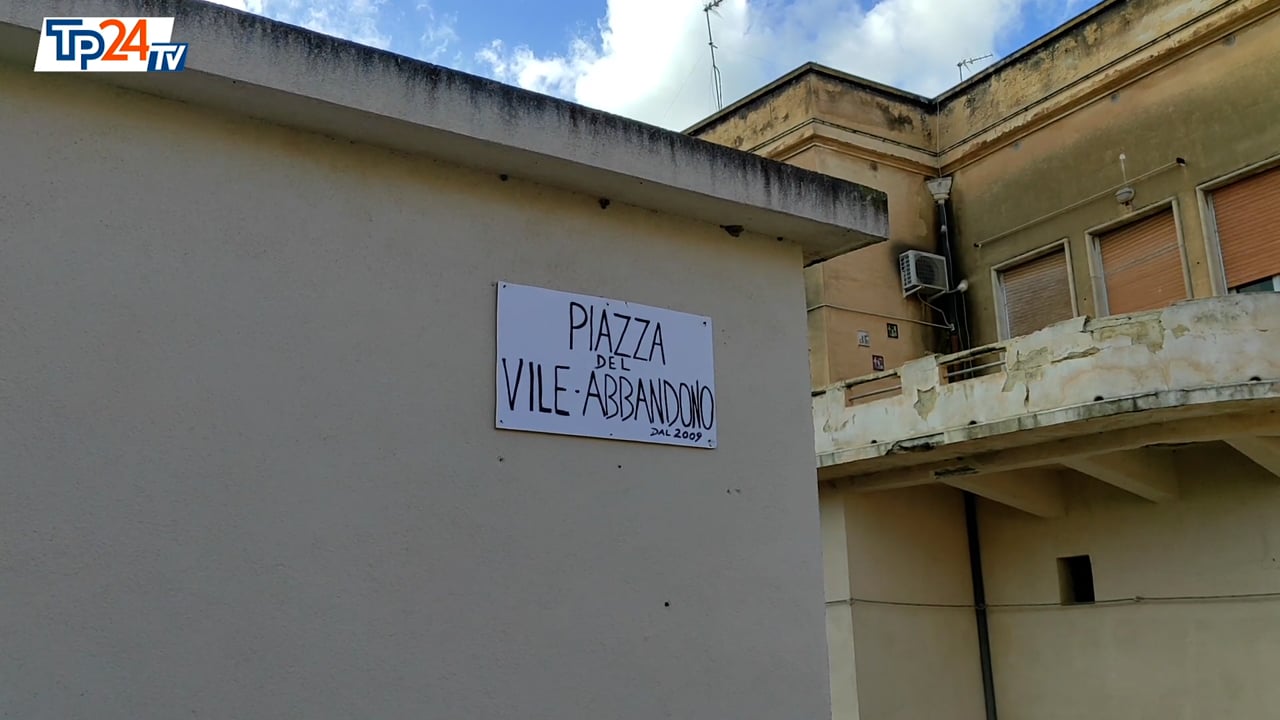 Tp24TV
PIAZZA
DEL
VILE-ABBANDONO
DAL 2009